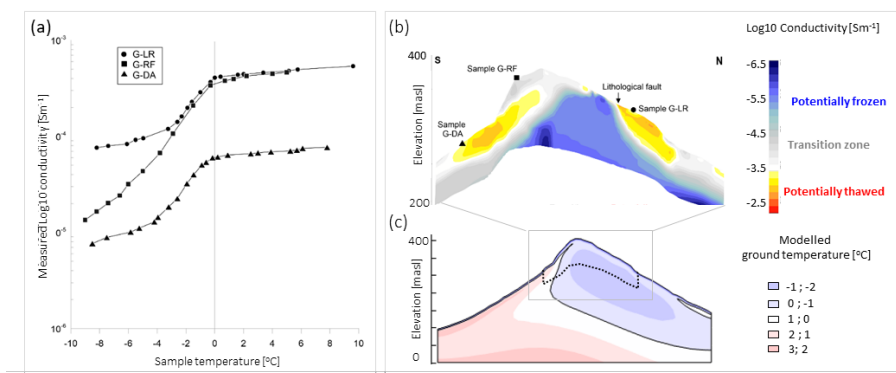 (a)
10⁻³
10⁻⁴
10⁻⁵
10⁻⁶
Measured Log10 conductivity [Sm⁻¹]
G-LR
G-RF
G-DA
-10 -8 -6 -4 -2 0 2 4 6 8 10
Sample temperature [°C]
(b)
400
200
Elevation [masl]
S
N
Sample G-RF
Lithological fault
Sample G-LR
Sample
G-DA
Log10 Conductivity [Sm⁻¹]
-6.5
-5.5
-4.5
-3.5
-2.5
Potentially frozen
Transition zone
Potentially thawed
(c)
400
0
Elevation [masl]
Modelled
ground temperature [°C]
-1 ; -2
0 ; -1
1 ; 0
2 ; 1
3; 2